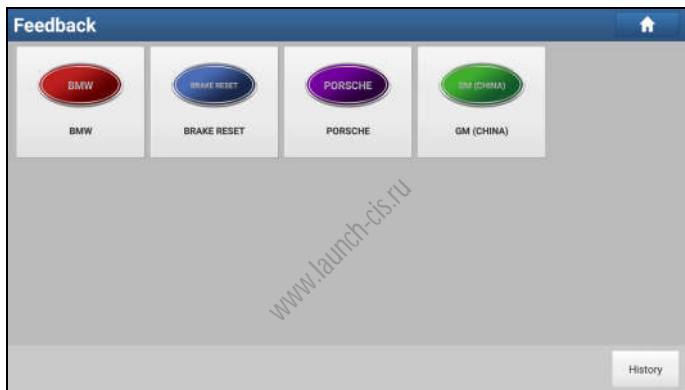 Feedback
BMW BRAKE RESET PORSCHE GM (CHINA)
BMW BRAKE RESET PORSCHE GM (CHINA)
www.launch-cis.ru
History